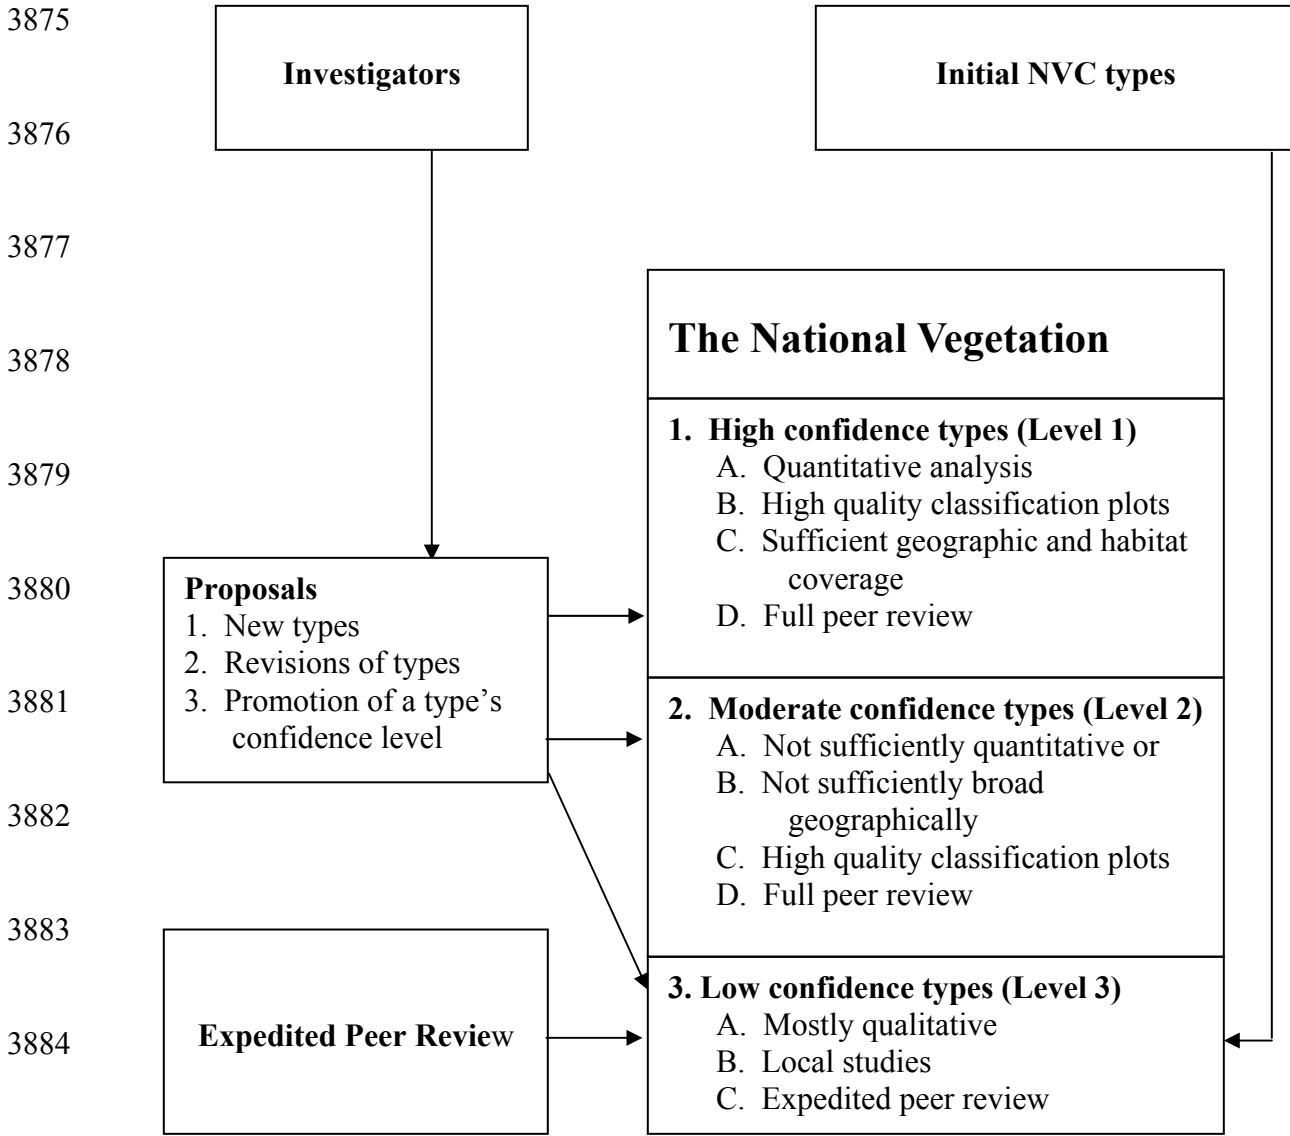 3875
Investigators
Initial NVC types
3876
3877
The National Vegetation
3878
1. High confidence types (Level 1)
A. Quantitative analysis
3879
B. High quality classification plots
C. Sufficient geographic and habitat
coverage
D. Full peer review
3880
Proposals
1. New types
2. Revisions of types
3. Promotion of a type’s
confidence level
3881
2. Moderate confidence types (Level 2)
A. Not sufficiently quantitative or
B. Not sufficiently broad
geographically
C. High quality classification plots
D. Full peer review
3882
3883
3. Low confidence types (Level 3)
A. Mostly qualitative
B. Local studies
C. Expedited peer review
3884
Expedited Peer Review